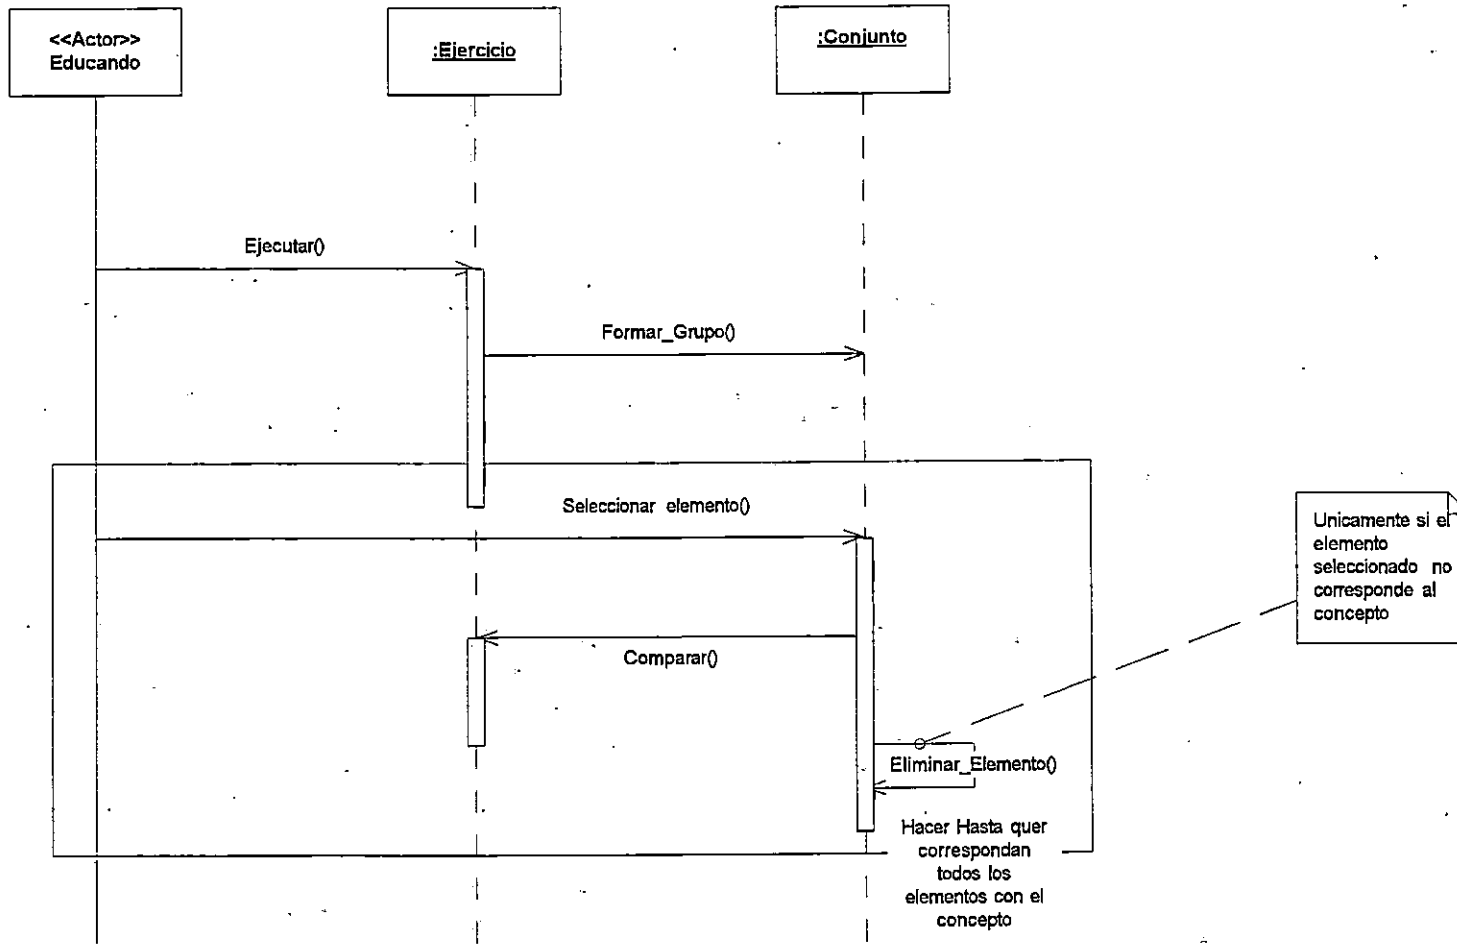 <<Actor>>
Educando
:Ejercicio
:Conjunto
Ejecutar()
Formar_Grupo()
Seleccionar elemento()
Unicamente si el
elemento
seleccionado no
corresponde al
concepto
Comparar()
Eliminar_Elemento()
Hacer Hasta quer
correspondan
todos los
elementos con el
concepto